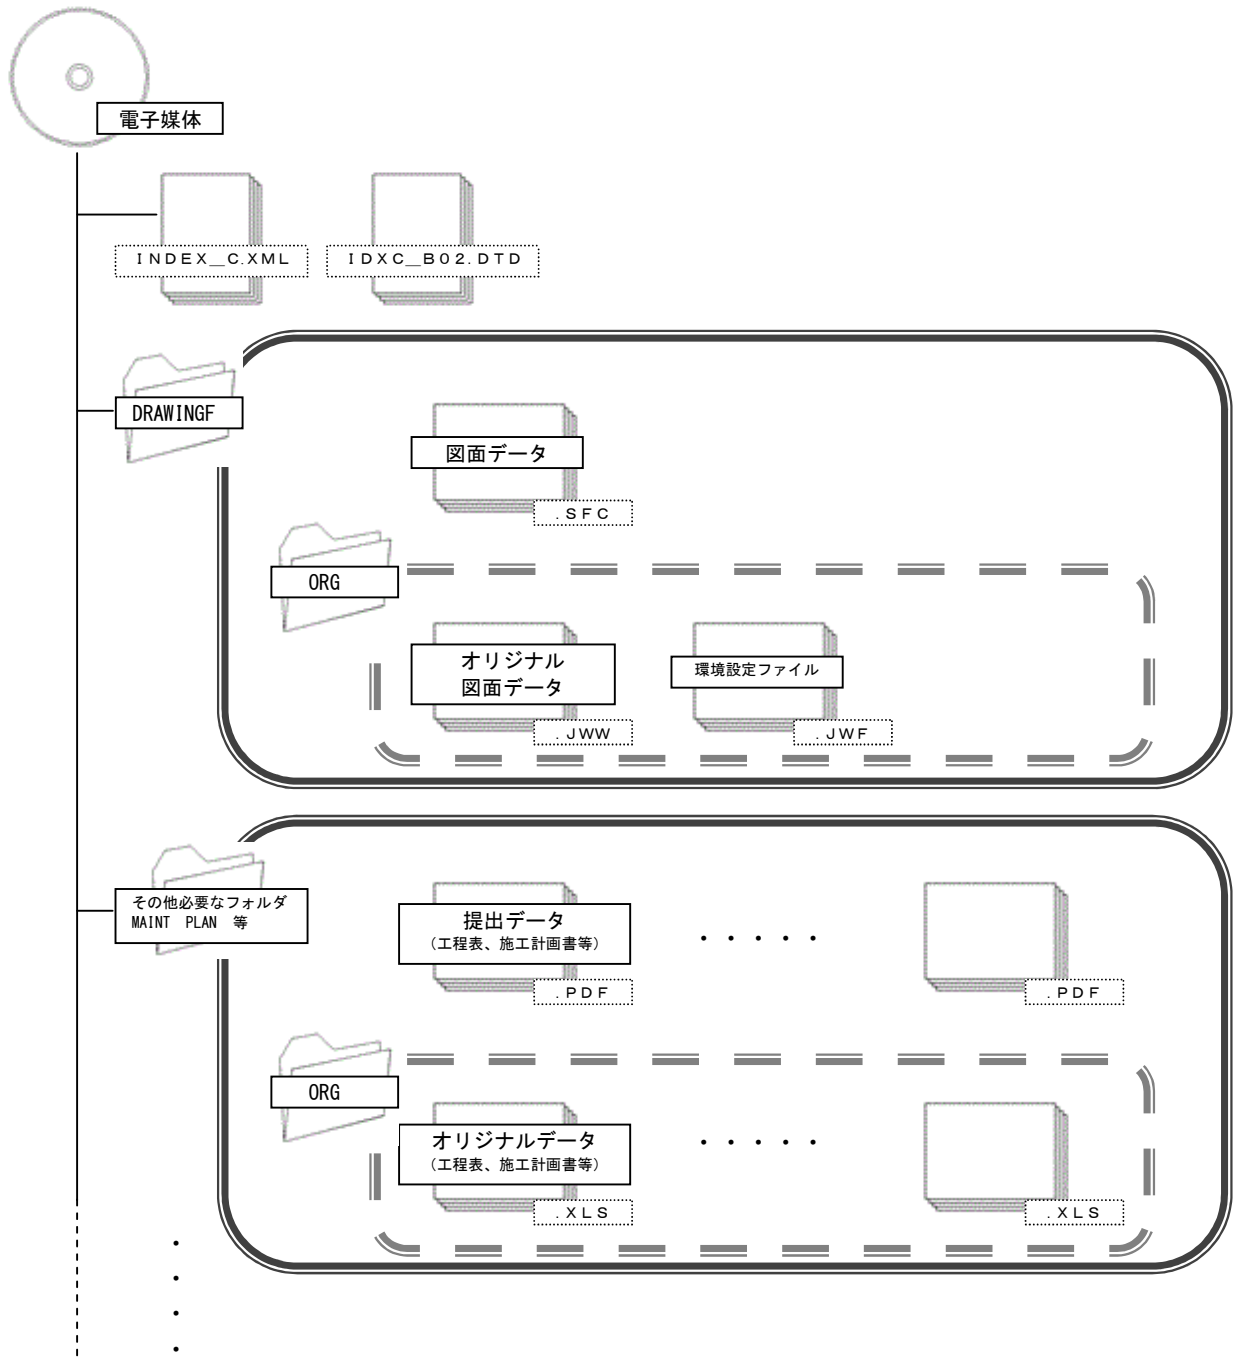 電子媒体
ＩＮＤＥＸ＿Ｃ.ＸＭＬ
ＩＤＸＣ＿Ｂ０２.ＤＴＤ
DRAWINGF
図面データ
.ＳＦＣ
ORG
オリジナル
図面データ
.ＪＷＷ
環境設定ファイル
.ＪＷＦ
その他必要なフォルダ
MAINT　PLAN　等
提出データ
（工程表、施工計画書等）
・・・・・
.ＰＤＦ
.ＰＤＦ
ORG
オリジナルデータ
（工程表、施工計画書等）
・・・・・
.ＸＬＳ
.ＸＬＳ
・
・
・
・